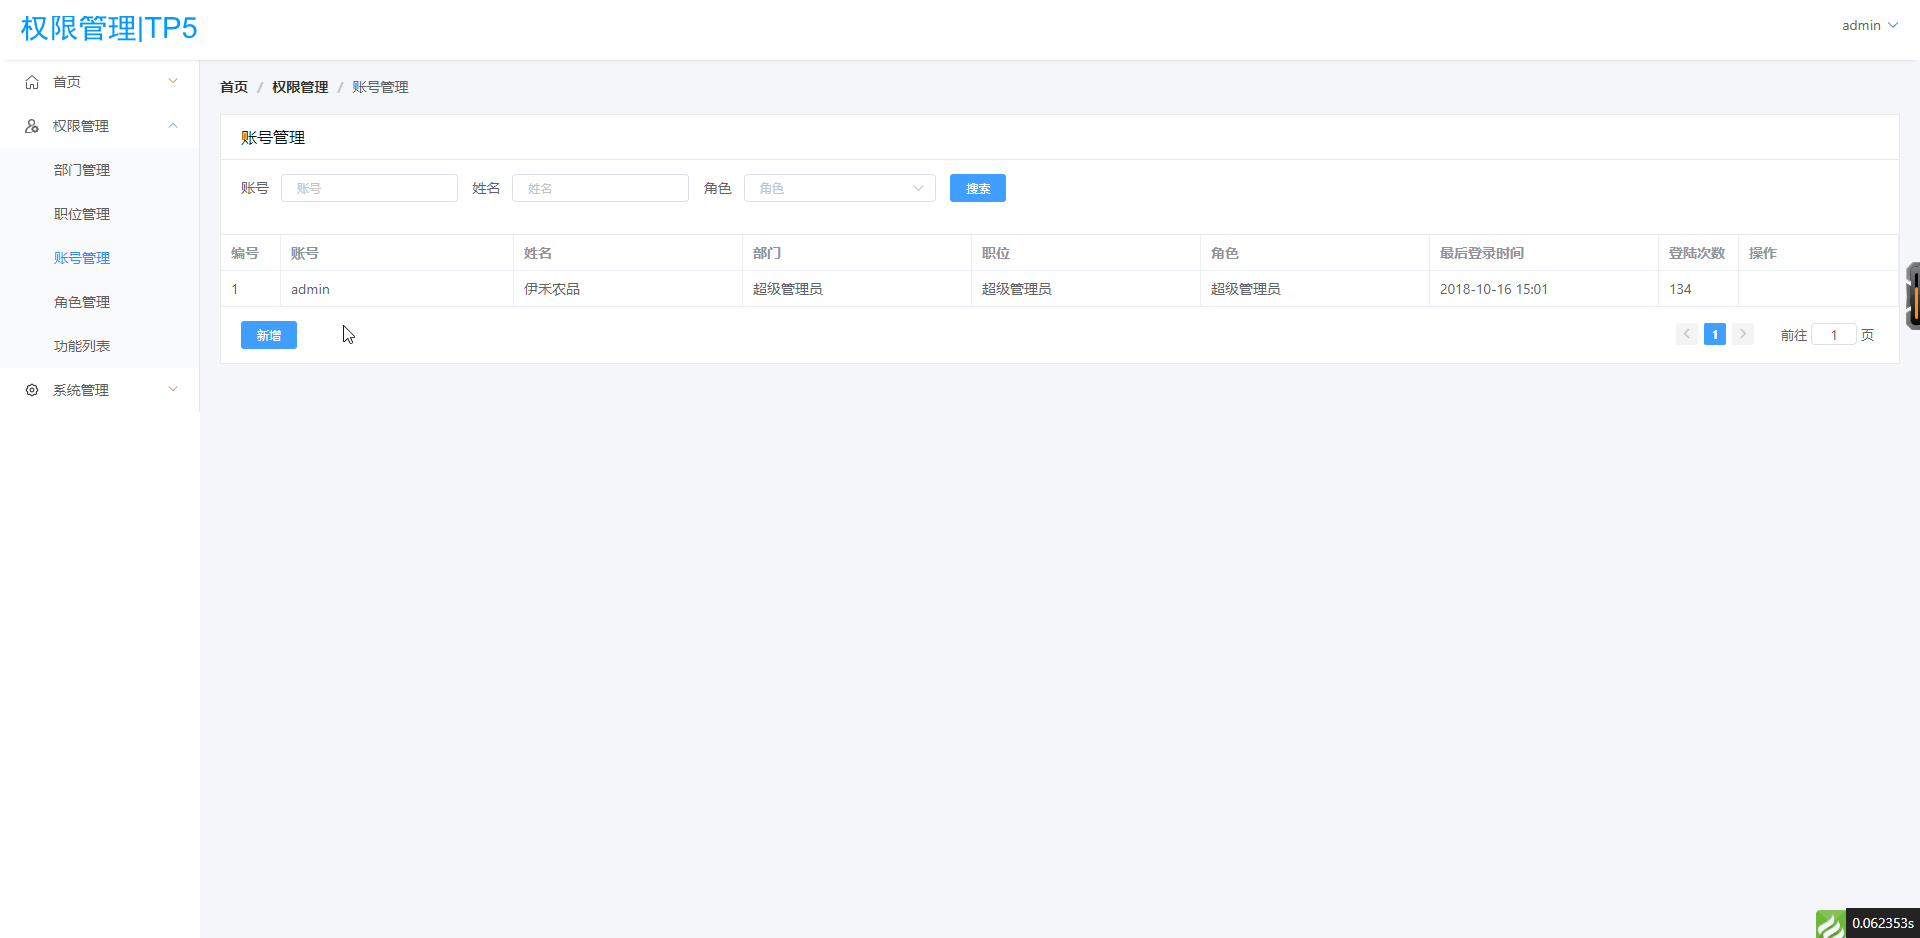 权限管理|TP5
admin
首页
权限管理
部门管理
职位管理
账号管理
角色管理
功能列表
系统管理
首页 / 权限管理 / 账号管理
账号管理
账号 账号 姓名 姓名 角色 角色 搜索
编号 账号 姓名 部门 职位 角色 最后登录时间 登陆次数 操作
1 admin 伊禾农品 超级管理员 超级管理员 超级管理员 2018-10-16 15:01 134
新增 1 前往 1 页
0.062353s